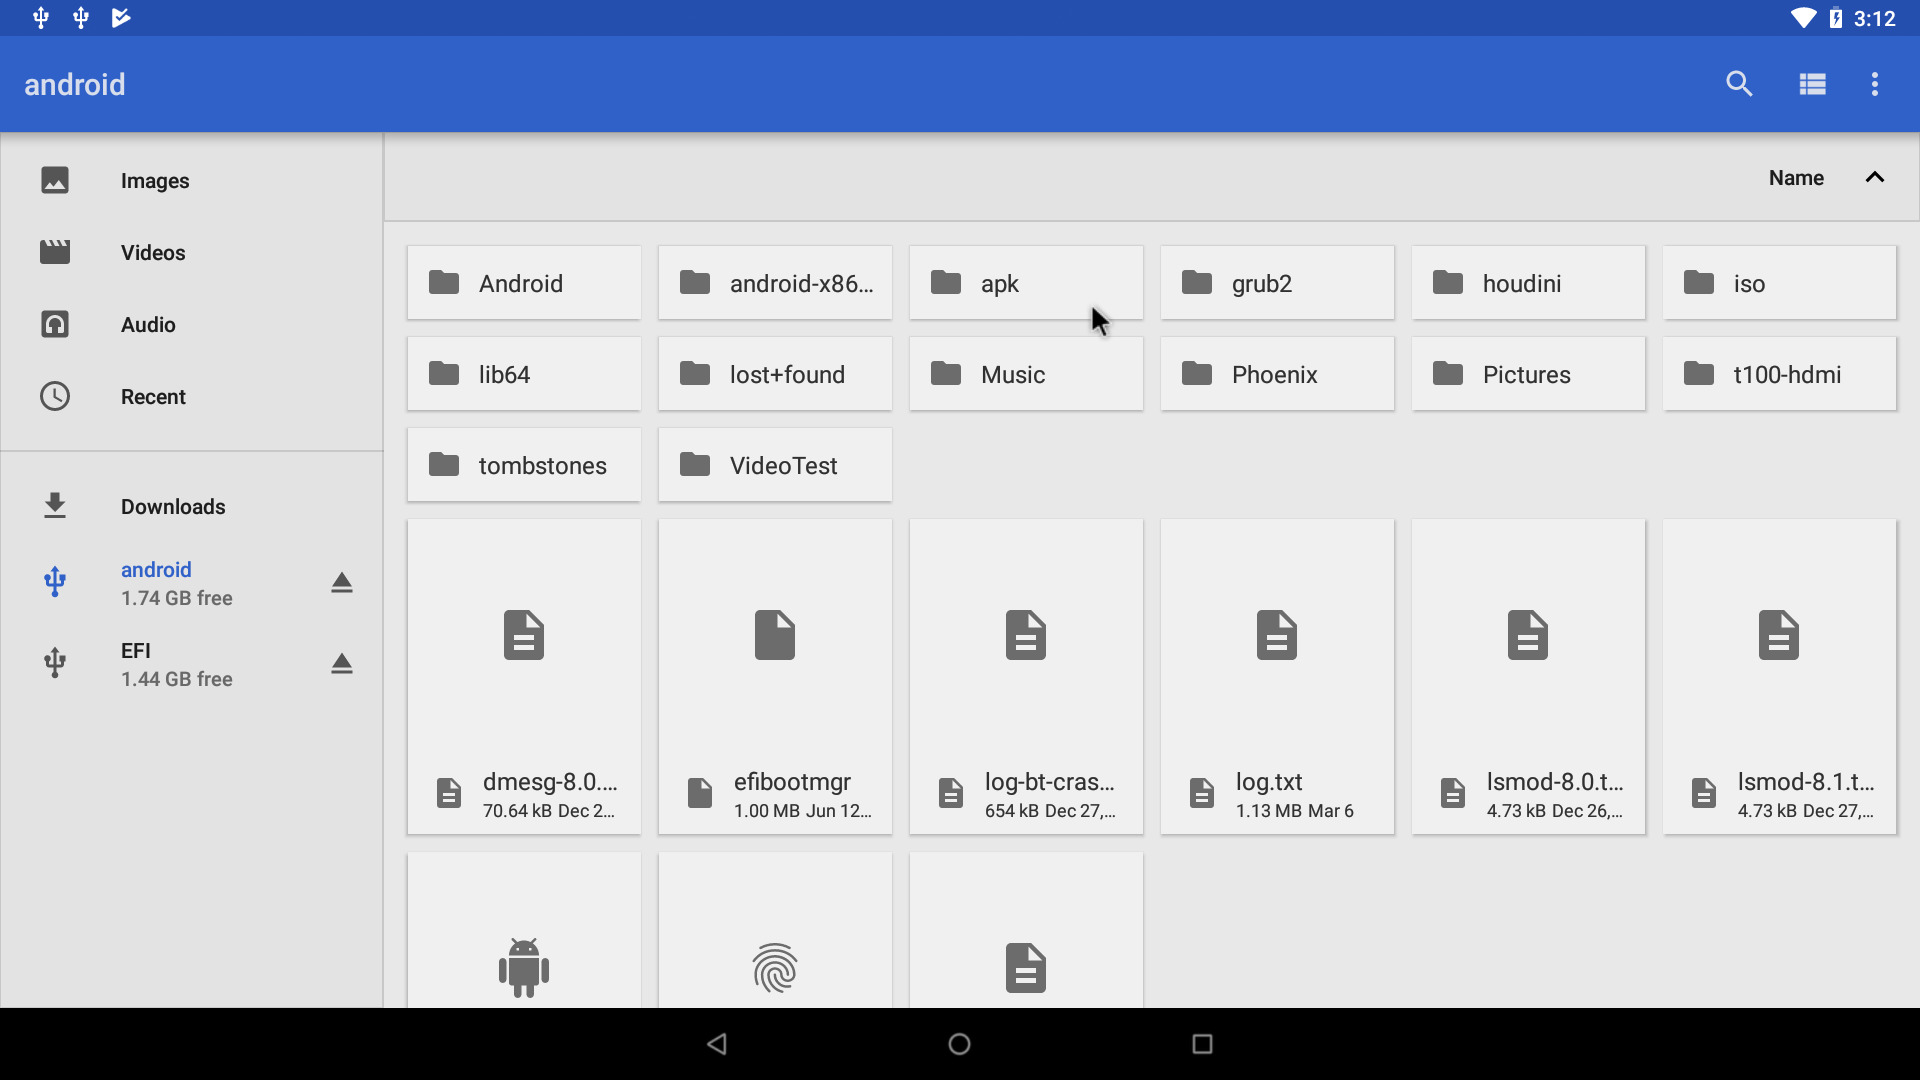 3:12
android
Images
Videos
Audio
Recent
Downloads
android
1.74 GB free
EFI
1.44 GB free
Name
Android
android-x86...
apk
grub2
houdini
iso
lib64
lost+found
Music
Phoenix
Pictures
t100-hdmi
tombstones
VideoTest
dmesg-8.0....
70.64 kB Dec 2...
efibootmgr
1.00 MB Jun 12...
log-bt-cras...
654 kB Dec 27,...
log.txt
1.13 MB Mar 6
lsmod-8.0.t...
4.73 kB Dec 26,...
lsmod-8.1.t...
4.73 kB Dec 27,...